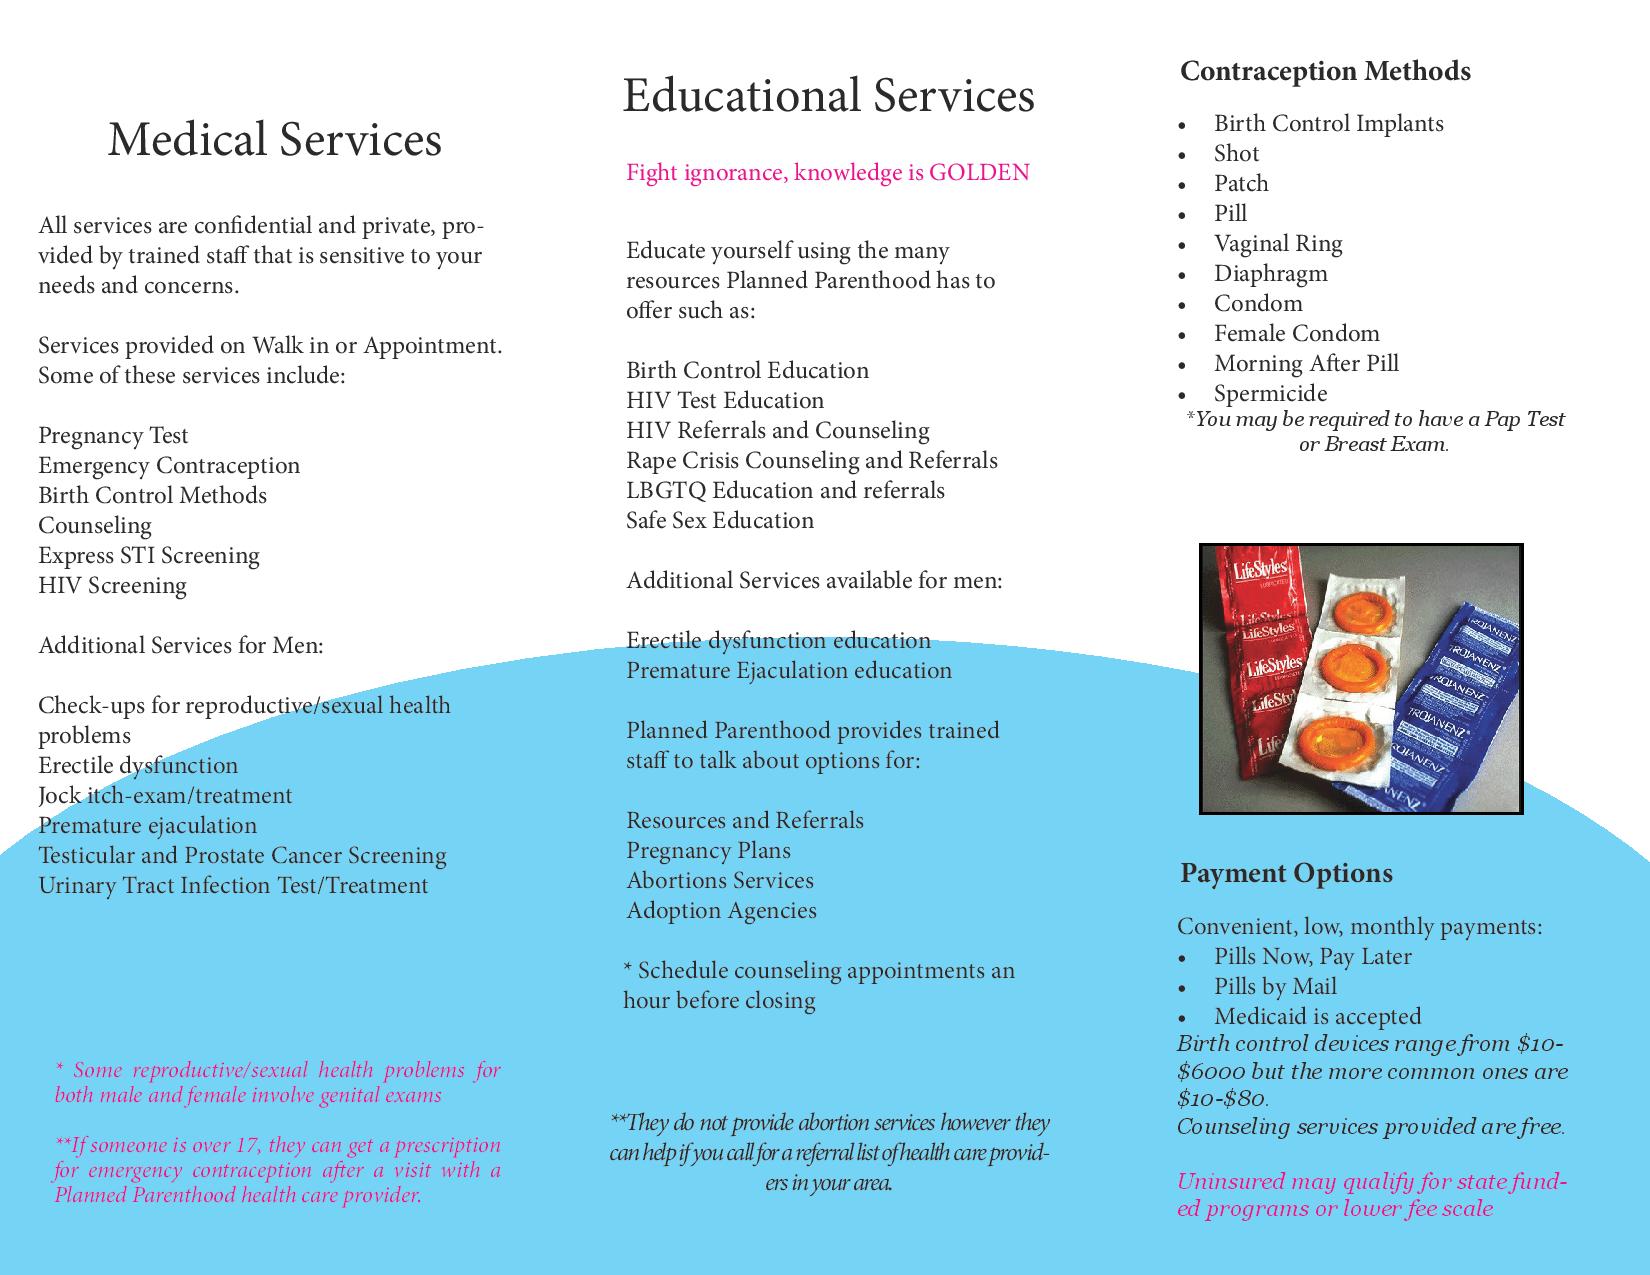 Medical Services
All services are confidential and private, pro-
vided by trained staff that is sensitive to your
needs and concerns.
Services provided on Walk in or Appointment.
Some of these services include:
Pregnancy Test
Emergency Contraception
Birth Control Methods
Counseling
Express STI Screening
HIV Screening
Additional Services for Men:
Check-ups for reproductive/sexual health
problems
Erectile dysfunction
Jock itch-exam/treatment
Premature ejaculation
Testicular and Prostate Cancer Screening
Urinary Tract Infection Test/Treatment
* Some reproductive/sexual health problems for
both male and female involve genital exams
**If someone is over 17, they can get a prescription
for emergency contraception after a visit with a
Planned Parenthood health care provider.
Educational Services
Fight ignorance, knowledge is GOLDEN
Educate yourself using the many
resources Planned Parenthood has to
offer such as:
Birth Control Education
HIV Test Education
HIV Referrals and Counseling
Rape Crisis Counseling and Referrals
LBGTQ Education and referrals
Safe Sex Education
Additional Services available for men:
Erectile dysfunction education
Premature Ejaculation education
Planned Parenthood provides trained
staff to talk about options for:
Resources and Referrals
Pregnancy Plans
Abortions Services
Adoption Agencies
* Schedule counseling appointments an
hour before closing
**They do not provide abortion services however they
can help if you call for a referral list of health care provid-
ers in your area.
Contraception Methods
• Birth Control Implants
• Shot
• Patch
• Pill
• Vaginal Ring
• Diaphragm
• Condom
• Female Condom
• Morning After Pill
• Spermicide
*You may be required to have a Pap Test
or Breast Exam.
LifeStyles
LifeStyles
LifeStyles
LifeStyles
LifeSty
Life
TROJAN-ENZ
TROJAN-ENZ
TROJAN-ENZ
TROJAN-ENZ
TROJAN-ENZ
Payment Options
Convenient, low, monthly payments:
• Pills Now, Pay Later
• Pills by Mail
• Medicaid is accepted
Birth control devices range from $10-
$6000 but the more common ones are
$10-$80.
Counseling services provided are free.
Uninsured may qualify for state fund-
ed programs or lower fee scale